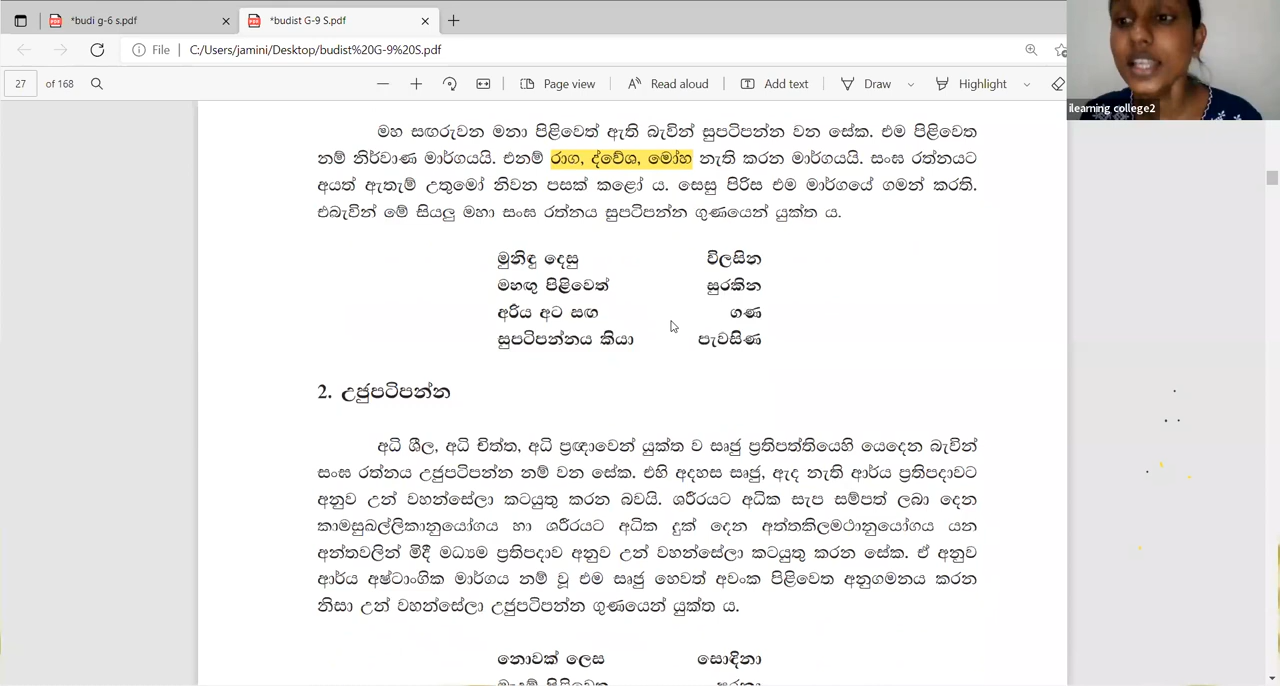 *budi g-6 s.pdf
*budist G-9 S.pdf
File | C:/Users/jamini/Desktop/budist%20G-9%20S.pdf
27 of 168
Page view
Read aloud
Add text
Draw
Highlight
ilearning college2
මහ සඟරුවන මනා පිළිවෙත් ඇති බැවින් සුපටිපන්න වන සේක. එම පිළිවෙත
නම් නිර්වාණ මාර්ගයයි. එනම් රාග, ද්වේශ, මෝහ නැති කරන මාර්ගයයි. සංඝ රත්නයට
අයත් ඇතැම් උතුමෝ නිවන පසක් කළෝ ය. සෙසු පිරිස එම මාර්ගයේ ගමන් කරති.
එබැවින් මේ සියලු මහා සංඝ රත්නය සුපටිපන්න ගුණයෙන් යුක්ත ය.
මුනිඳු දෙසු විලසින
මහඟු පිළිවෙත් සුරකින
අරිය අට සඟ ගණ
සුපටිපන්නය කියා පැවසිණ
2. උජුපටිපන්න
අධි ශීල, අධි චිත්ත, අධි ප්‍රඥාවෙන් යුක්ත ව සෘජු ප්‍රතිපත්තියෙහි යෙදෙන බැවින්
සංඝ රත්නය උජුපටිපන්න නම් වන සේක. එහි අදහස සෘජු, ඇද නැති ආර්ය ප්‍රතිපදාවට
අනුව උන් වහන්සේලා කටයුතු කරන බවයි. ශරීරයට අධික සැප සම්පත් ලබා දෙන
කාමසුඛල්ලිකානුයෝගය හා ශරීරයට අධික දුක් දෙන අත්තකිලමථානුයෝගය යන
අන්තවලින් මිදී මධ්‍යම ප්‍රතිපදාව අනුව උන් වහන්සේලා කටයුතු කරන සේක. ඒ අනුව
ආර්ය අෂ්ටාංගික මාර්ගය නම් වූ එම සෘජු හෙවත් අවංක පිළිවෙත අනුගමනය කරන
නිසා උන් වහන්සේලා උජුපටිපන්න ගුණයෙන් යුක්ත ය.
නොවක් ලෙස සොඳිනා